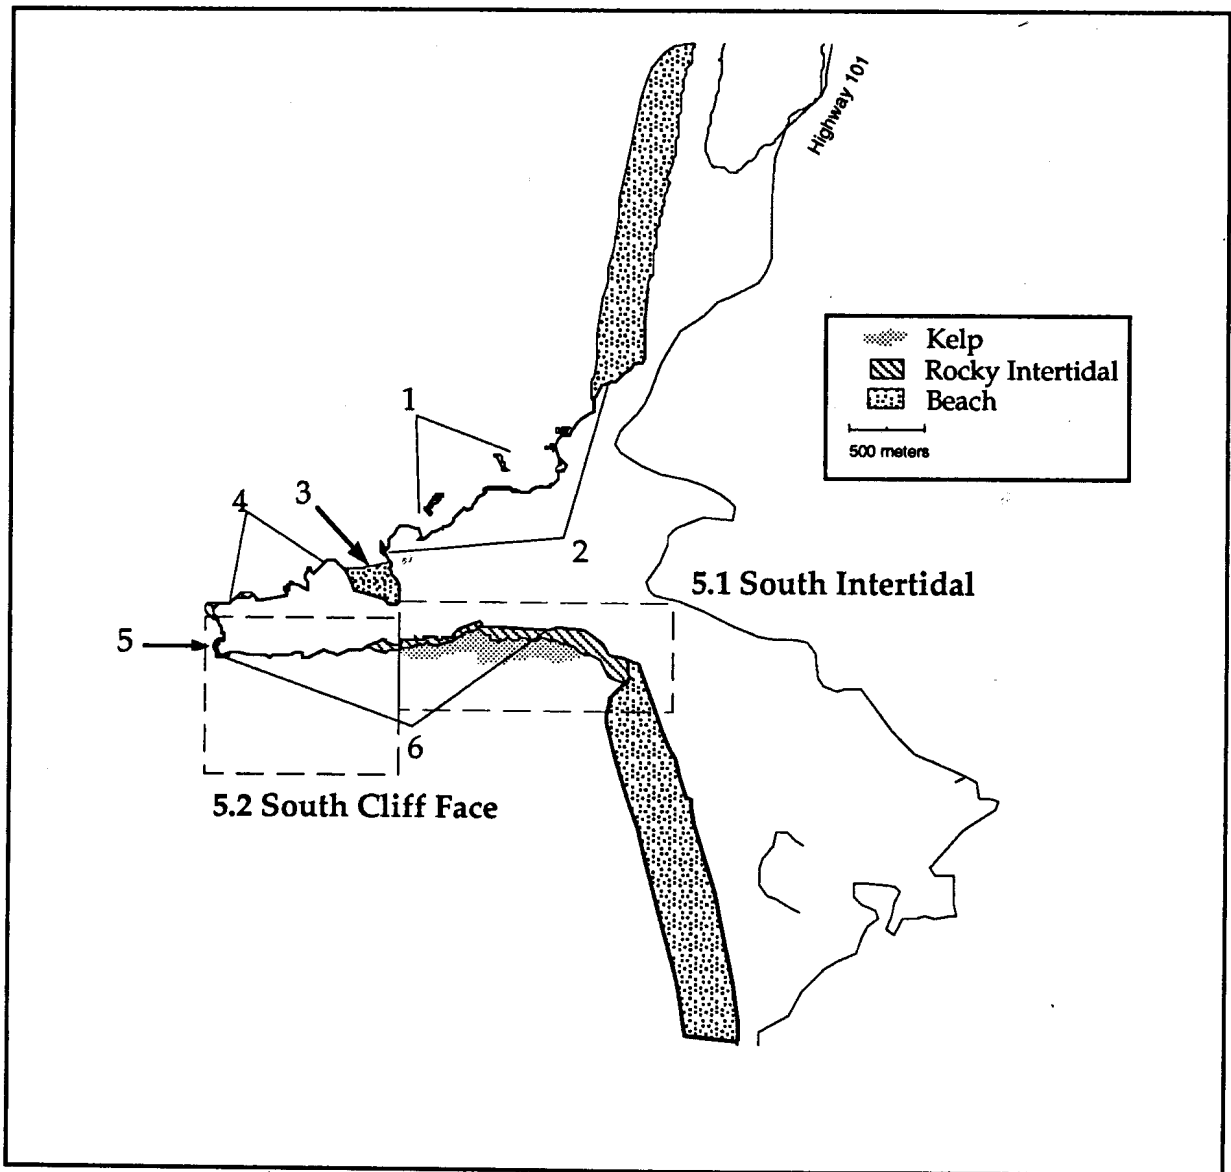 Highway 101
Kelp
Rocky Intertidal
Beach
500 meters
1
2
3
4
5.1 South Intertidal
5
6
5.2 South Cliff Face